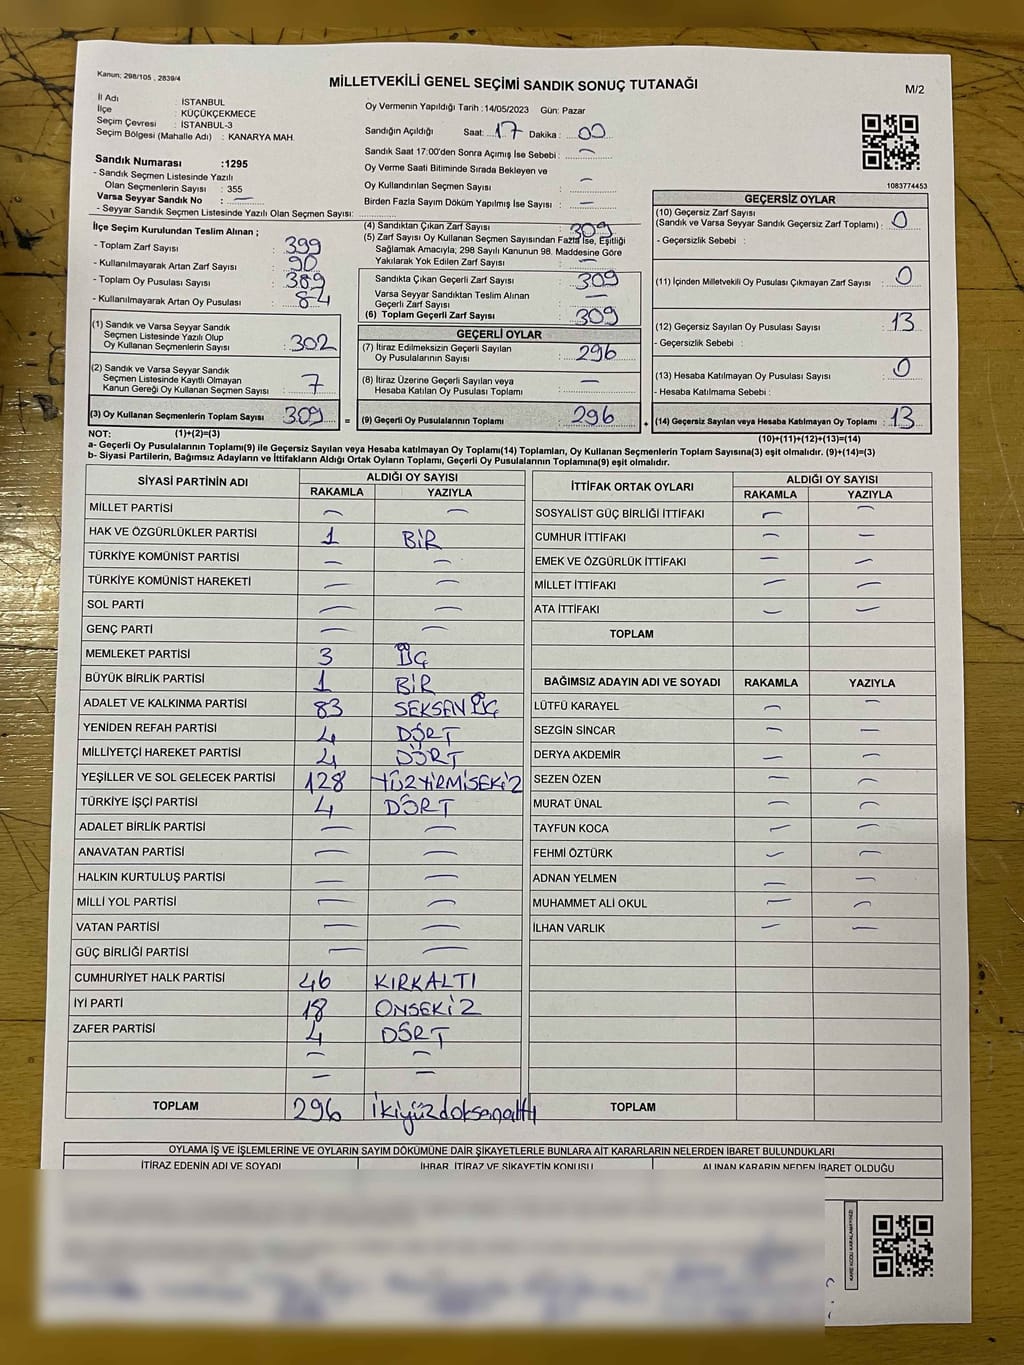 Kanun; 298/105 , 2839/4
MİLLETVEKİLİ GENEL SEÇİMİ SANDIK SONUÇ TUTANAĞI
M/2
İl Adı : İSTANBUL
İlçe : KÜÇÜKÇEKMECE
Seçim Çevresi : İSTANBUL-3
Seçim Bölgesi (Mahalle Adı) : KANARYA MAH.
Oy Vermenin Yapıldığı Tarih :14/05/2023 Gün: Pazar
Sandığın Açıldığı Saat: 17 Dakika : 00
Sandık Saat 17:00'den Sonra Açımış İse Sebebi : —
Oy Verme Saati Bitiminde Sırada Bekleyen ve
Oy Kullandırılan Seçmen Sayısı : —
Birden Fazla Sayım Döküm Yapılmış İse Sayısı : —
1083774453
Sandık Numarası :1295
- Sandık Seçmen Listesinde Yazılı
Olan Seçmenlerin Sayısı : 355
Varsa Seyyar Sandık No : —
- Seyyar Sandık Seçmen Listesinde Yazılı Olan Seçmen Sayısı:
İlçe Seçim Kurulundan Teslim Alınan ;
- Toplam Zarf Sayısı : 399
- Kullanılmayarak Artan Zarf Sayısı : 90
- Toplam Oy Pusulası Sayısı : 389
- Kullanılmayarak Artan Oy Pusulası : 84
(1) Sandık ve Varsa Seyyar Sandık
Seçmen Listesinde Yazılı Olup
Oy Kullanan Seçmenlerin Sayısı : 302
(2) Sandık ve Varsa Seyyar Sandık
Seçmen Listesinde Kayıtlı Olmayan
Kanun Gereği Oy Kullanan Seçmen Sayısı : 7
(3) Oy Kullanan Seçmenlerin Toplam Sayısı : 309 =
(1)+(2)=(3)
(4) Sandıktan Çıkan Zarf Sayısı : 309
(5) Zarf Sayısı Oy Kullanan Seçmen Sayısından Fazla İse, Eşitliği
Sağlamak Amacıyla; 298 Sayılı Kanunun 98. Maddesine Göre
Yakılarak Yok Edilen Zarf Sayısı : —
Sandıkta Çıkan Geçerli Zarf Sayısı : 309
Varsa Seyyar Sandıktan Teslim Alınan
Geçerli Zarf Sayısı : —
(6) Toplam Geçerli Zarf Sayısı : 309
GEÇERLİ OYLAR
(7) İtiraz Edilmeksizin Geçerli Sayılan
Oy Pusulalarının Sayısı : 296
(8) İtiraz Üzerine Geçerli Sayılan veya
Hesaba Katılan Oy Pusulası Toplamı : —
(9) Geçerli Oy Pusulalarının Toplamı : 296 +
GEÇERSİZ OYLAR
(10) Geçersiz Zarf Sayısı
(Sandık ve Varsa Seyyar Sandık Geçersiz Zarf Toplamı) : 0
- Geçersizlik Sebebi :
(11) İçinden Milletvekili Oy Pusulası Çıkmayan Zarf Sayısı : 0
(12) Geçersiz Sayılan Oy Pusulası Sayısı : 13
- Geçersizlik Sebebi :
(13) Hesaba Katılmayan Oy Pusulası Sayısı : 0
- Hesaba Katılmama Sebebi :
(14) Geçersiz Sayılan veya Hesaba Katılmayan Oy Toplamı : 13
(10)+(11)+(12)+(13)=(14)
NOT:
a- Geçerli Oy Pusulalarının Toplamı(9) ile Geçersiz Sayılan veya Hesaba katılmayan Oy Toplamı(14) Toplamları, Oy Kullanan Seçmenlerin Toplam Sayısına(3) eşit olmalıdır. (9)+(14)=(3)
b- Siyasi Partilerin, Bağımsız Adayların ve İttifakların Aldığı Ortak Oyların Toplamı, Geçerli Oy Pusulalarının Toplamına(9) eşit olmalıdır.
SİYASİ PARTİNİN ADI ALDIĞI OY SAYISI
RAKAMLA YAZIYLA
MİLLET PARTİSİ — —
HAK VE ÖZGÜRLÜKLER PARTİSİ 1 BİR
TÜRKİYE KOMÜNİST PARTİSİ — —
TÜRKİYE KOMÜNİST HAREKETİ — —
SOL PARTİ — —
GENÇ PARTİ — —
MEMLEKET PARTİSİ 3 ÜÇ
BÜYÜK BİRLİK PARTİSİ 1 BİR
ADALET VE KALKINMA PARTİSİ 83 SEKSEN ÜÇ
YENİDEN REFAH PARTİSİ 4 DÖRT
MİLLİYETÇİ HAREKET PARTİSİ 4 DÖRT
YEŞİLLER VE SOL GELECEK PARTİSİ 128 YÜZYİRMİSEKİZ
TÜRKİYE İŞÇİ PARTİSİ 4 DÖRT
ADALET BİRLİK PARTİSİ — —
ANAVATAN PARTİSİ — —
HALKIN KURTULUŞ PARTİSİ — —
MİLLİ YOL PARTİSİ — —
VATAN PARTİSİ — —
GÜÇ BİRLİĞİ PARTİSİ — —
CUMHURİYET HALK PARTİSİ 46 KIRKALTI
İYİ PARTİ 18 ONSEKİZ
ZAFER PARTİSİ 4 DÖRT
— —
— —
TOPLAM 296 ikiyüzdoksanaltı
İTTİFAK ORTAK OYLARI ALDIĞI OY SAYISI
RAKAMLA YAZIYLA
SOSYALİST GÜÇ BİRLİĞİ İTTİFAKI — —
CUMHUR İTTİFAKI — —
EMEK VE ÖZGÜRLÜK İTTİFAKI — —
MİLLET İTTİFAKI — —
ATA İTTİFAKI — —
TOPLAM
BAĞIMSIZ ADAYIN ADI VE SOYADI RAKAMLA YAZIYLA
LÜTFÜ KARAYEL — —
SEZGİN SİNCAR — —
DERYA AKDEMİR — —
SEZEN ÖZEN — —
MURAT ÜNAL — —
TAYFUN KOCA — —
FEHMİ ÖZTÜRK — —
ADNAN YELMEN — —
MUHAMMET ALİ OKUL — —
İLHAN VARLIK — —
TOPLAM
OYLAMA İŞ VE İŞLEMLERİNE VE OYLARIN SAYIM DÖKÜMÜNE DAİR ŞİKAYETLERLE BUNLARA AİT KARARLARIN NELERDEN İBARET BULUNDUKLARI
İTİRAZ EDENİN ADI VE SOYADI İHBAR, İTİRAZ VE ŞİKAYETİN KONUSU ALINAN KARARIN NEDEN İBARET OLDUĞU
KARE KODU KARALAMAYINIZ!